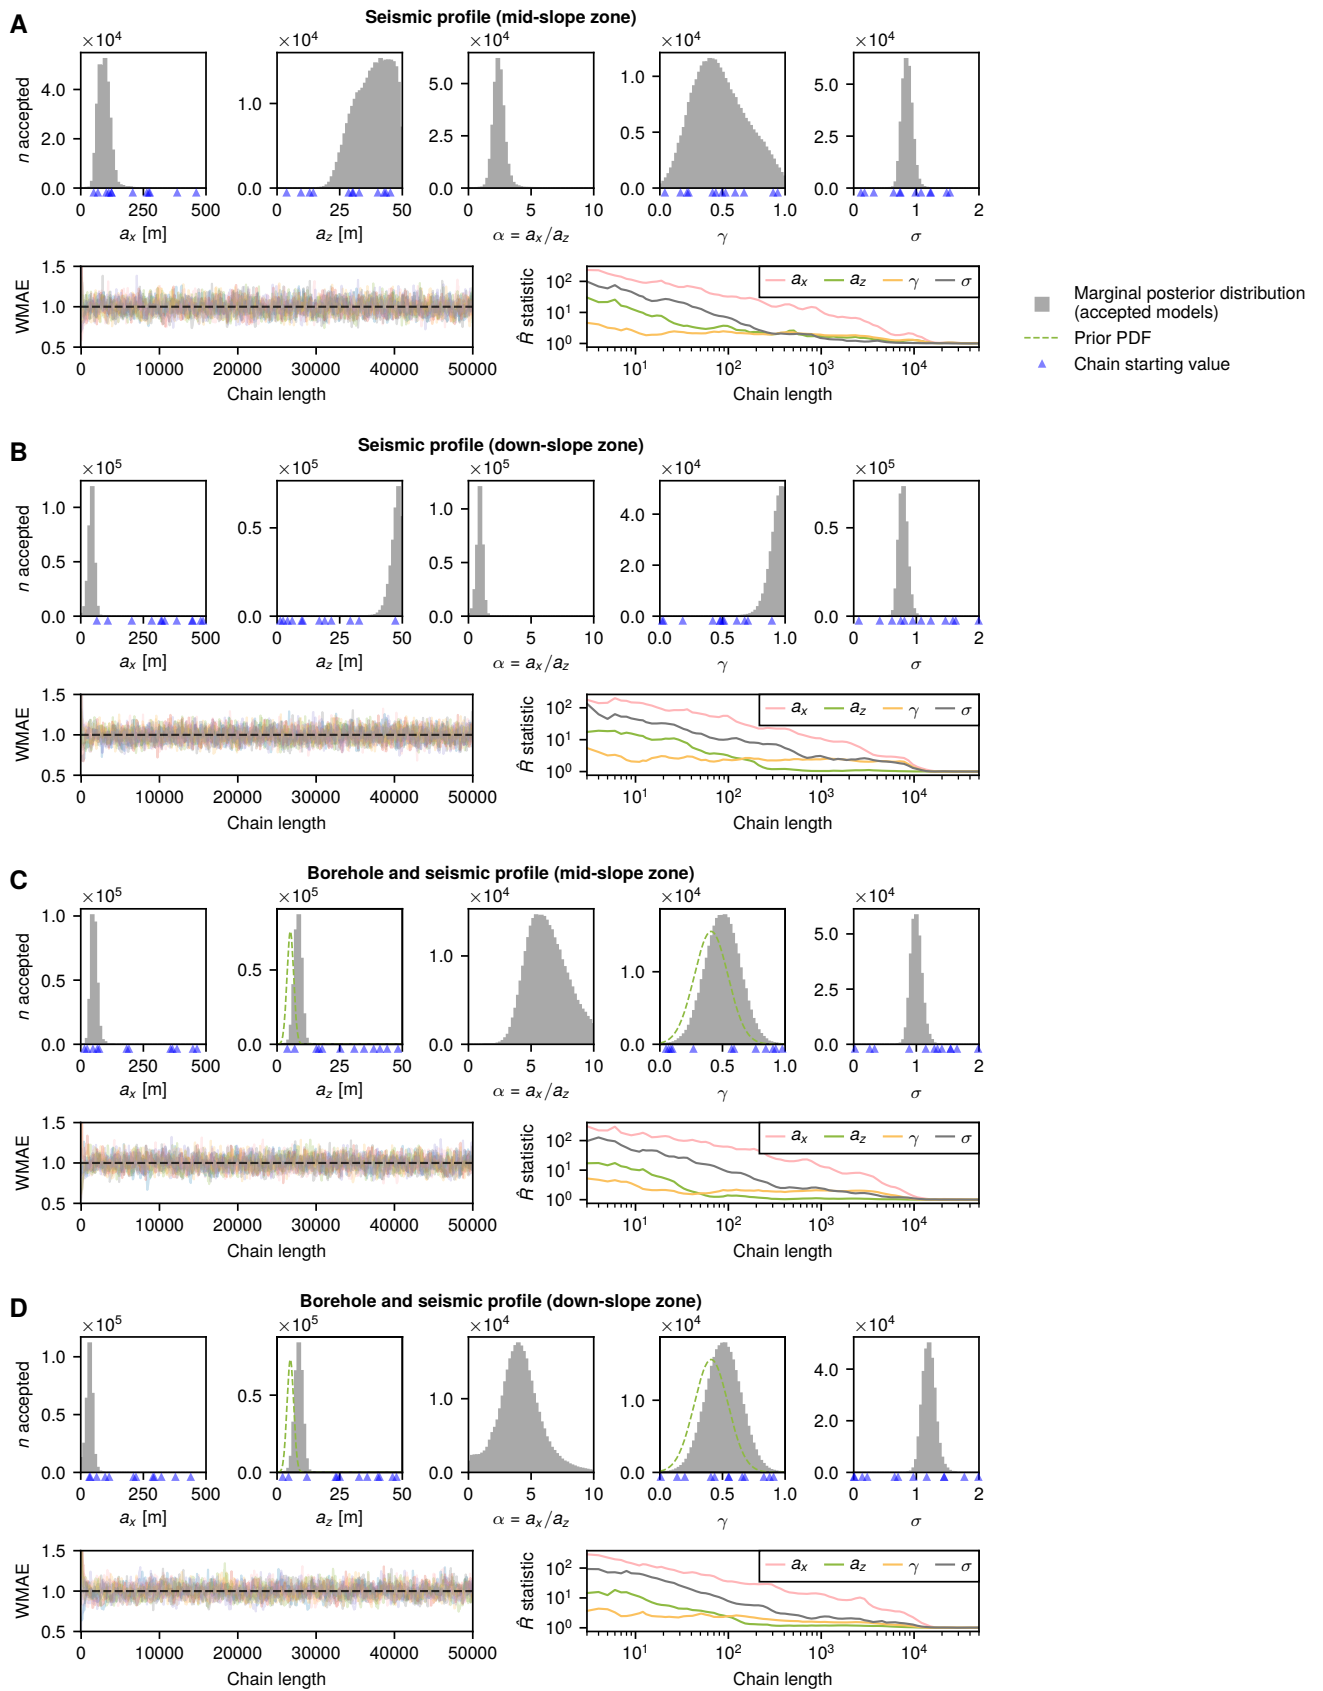 A
Seismic profile (mid-slope zone)
×10⁴ ×10⁴ ×10⁴ ×10⁴ ×10⁴
n accepted
4.0 2.0 0.0
1.0 0.0
5.0 2.5 0.0
1.0 0.5 0.0
5.0 2.5 0.0
0 250 500 0 25 50 0 5 10 0.0 0.5 1.0 0 1 2
aₓ [m] a_z [m] α = aₓ/a_z γ σ
WMAE
1.5 1.0 0.5
0 10000 20000 30000 40000 50000
Chain length
R̂ statistic
10² 10¹ 10⁰
aₓ a_z γ σ
10¹ 10² 10³ 10⁴
Chain length
Marginal posterior distribution
(accepted models)
Prior PDF
Chain starting value
B
Seismic profile (down-slope zone)
×10⁵ ×10⁵ ×10⁵ ×10⁴ ×10⁵
n accepted
1.0 0.5 0.0
0.5 0.0
1.0 0.5 0.0
4.0 2.0 0.0
0.5 0.0
0 250 500 0 25 50 0 5 10 0.0 0.5 1.0 0 1 2
aₓ [m] a_z [m] α = aₓ/a_z γ σ
WMAE
1.5 1.0 0.5
0 10000 20000 30000 40000 50000
Chain length
R̂ statistic
10² 10¹ 10⁰
aₓ a_z γ σ
10¹ 10² 10³ 10⁴
Chain length
C
Borehole and seismic profile (mid-slope zone)
×10⁵ ×10⁵ ×10⁴ ×10⁴ ×10⁴
n accepted
1.0 0.5 0.0
0.5 0.0
1.0 0.0
1.0 0.0
5.0 2.5 0.0
0 250 500 0 25 50 0 5 10 0.0 0.5 1.0 0 1 2
aₓ [m] a_z [m] α = aₓ/a_z γ σ
WMAE
1.5 1.0 0.5
0 10000 20000 30000 40000 50000
Chain length
R̂ statistic
10² 10¹ 10⁰
aₓ a_z γ σ
10¹ 10² 10³ 10⁴
Chain length
D
Borehole and seismic profile (down-slope zone)
×10⁵ ×10⁵ ×10⁴ ×10⁴ ×10⁴
n accepted
1.0 0.5 0.0
0.5 0.0
1.0 0.0
1.0 0.0
4.0 2.0 0.0
0 250 500 0 25 50 0 5 10 0.0 0.5 1.0 0 1 2
aₓ [m] a_z [m] α = aₓ/a_z γ σ
WMAE
1.5 1.0 0.5
0 10000 20000 30000 40000 50000
Chain length
R̂ statistic
10² 10¹ 10⁰
aₓ a_z γ σ
10¹ 10² 10³ 10⁴
Chain length